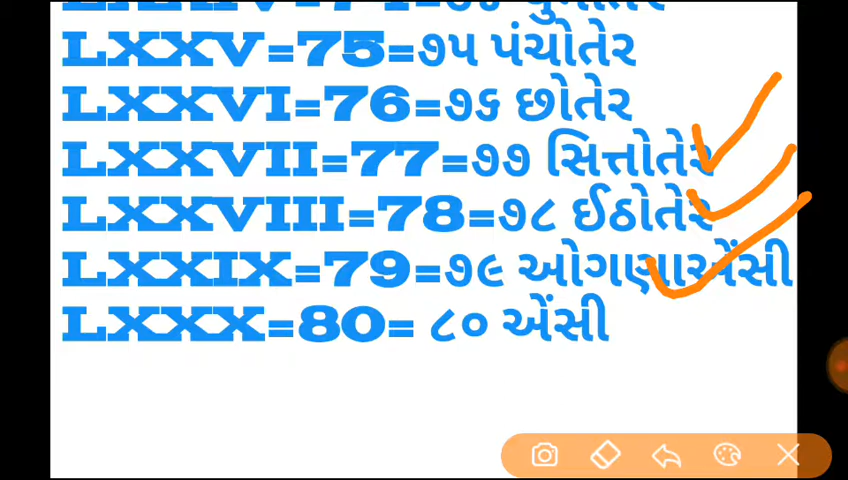 LXXV=75=૭૫ પંચોતેર
LXXVI=76=૭૬ છોતેર
LXXVII=77=૭૭ સિત્તોતેર
LXXVIII=78=૭૮ ઈઠોતેર
LXXIX=79=૭૯ ઓગણાએંસી
LXXX=80= ૮૦ એંસી